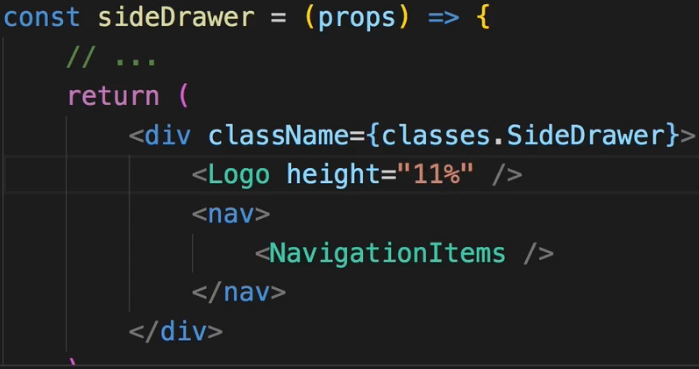 const sideDrawer = (props) => {
// ...
return (
<div className={classes.SideDrawer}>
<Logo height="11%" />
<nav>
<NavigationItems />
</nav>
</div>
)